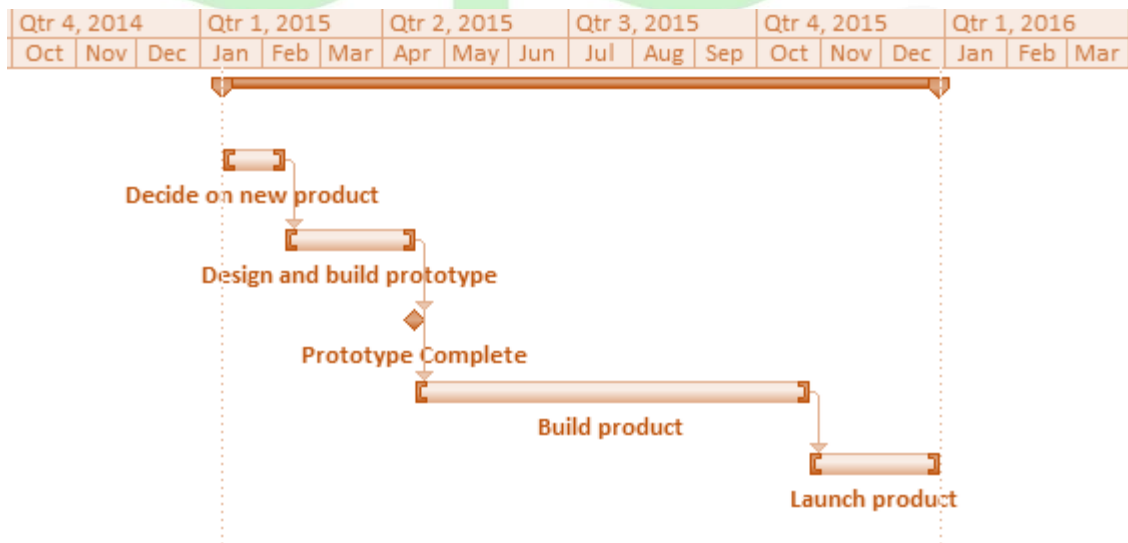 Qtr 4, 2014 Qtr 1, 2015 Qtr 2, 2015 Qtr 3, 2015 Qtr 4, 2015 Qtr 1, 2016
Oct Nov Dec Jan Feb Mar Apr May Jun Jul Aug Sep Oct Nov Dec Jan Feb Mar
Decide on new product
Design and build prototype
Prototype Complete
Build product
Launch product